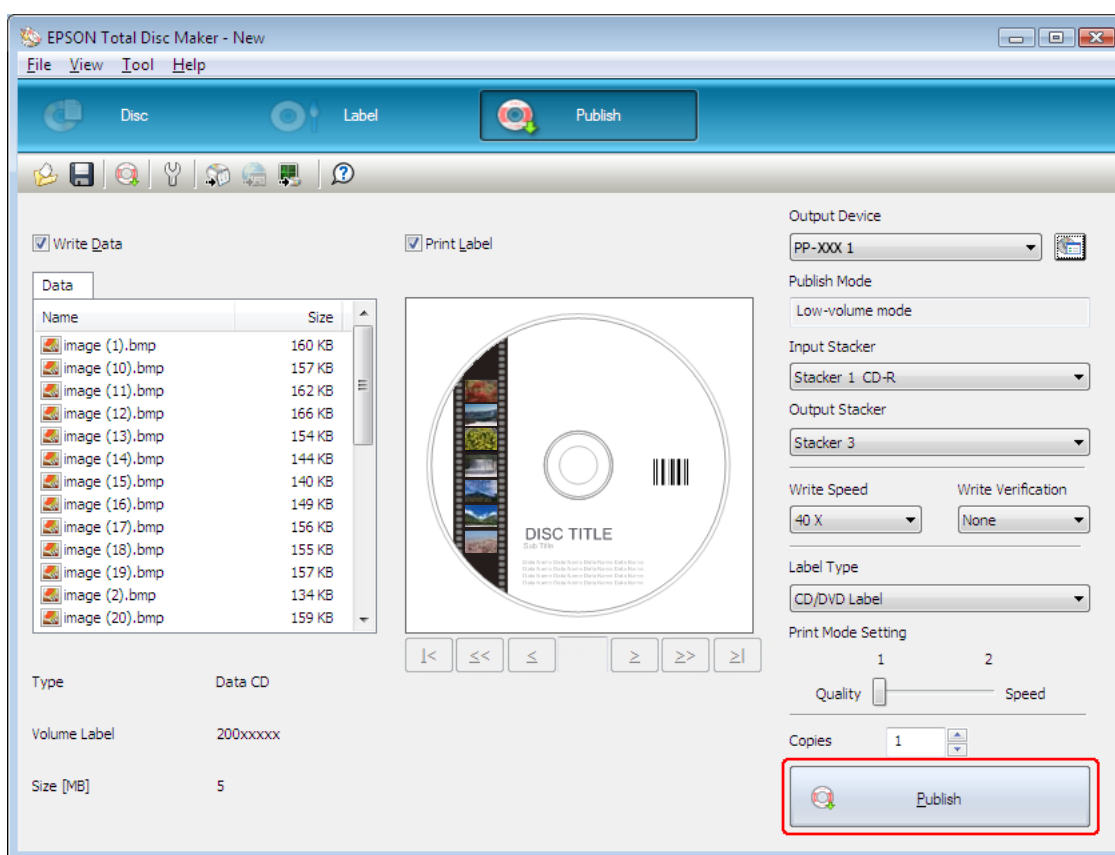 EPSON Total Disc Maker - New
File View Tool Help
Disc Label Publish
Write Data
Data
Name Size
image (1).bmp 160 KB
image (10).bmp 157 KB
image (11).bmp 162 KB
image (12).bmp 166 KB
image (13).bmp 154 KB
image (14).bmp 144 KB
image (15).bmp 140 KB
image (16).bmp 149 KB
image (17).bmp 156 KB
image (18).bmp 155 KB
image (19).bmp 157 KB
image (2).bmp 134 KB
image (20).bmp 159 KB
Type Data CD
Volume Label 200xxxxx
Size [MB] 5
Print Label
DISC TITLE
Sub Title
|< << < > >> >|
Output Device
PP-XXX 1
Publish Mode
Low-volume mode
Input Stacker
Stacker 1 CD-R
Output Stacker
Stacker 3
Write Speed Write Verification
40 X None
Label Type
CD/DVD Label
Print Mode Setting
1 2
Quality Speed
Copies 1
Publish